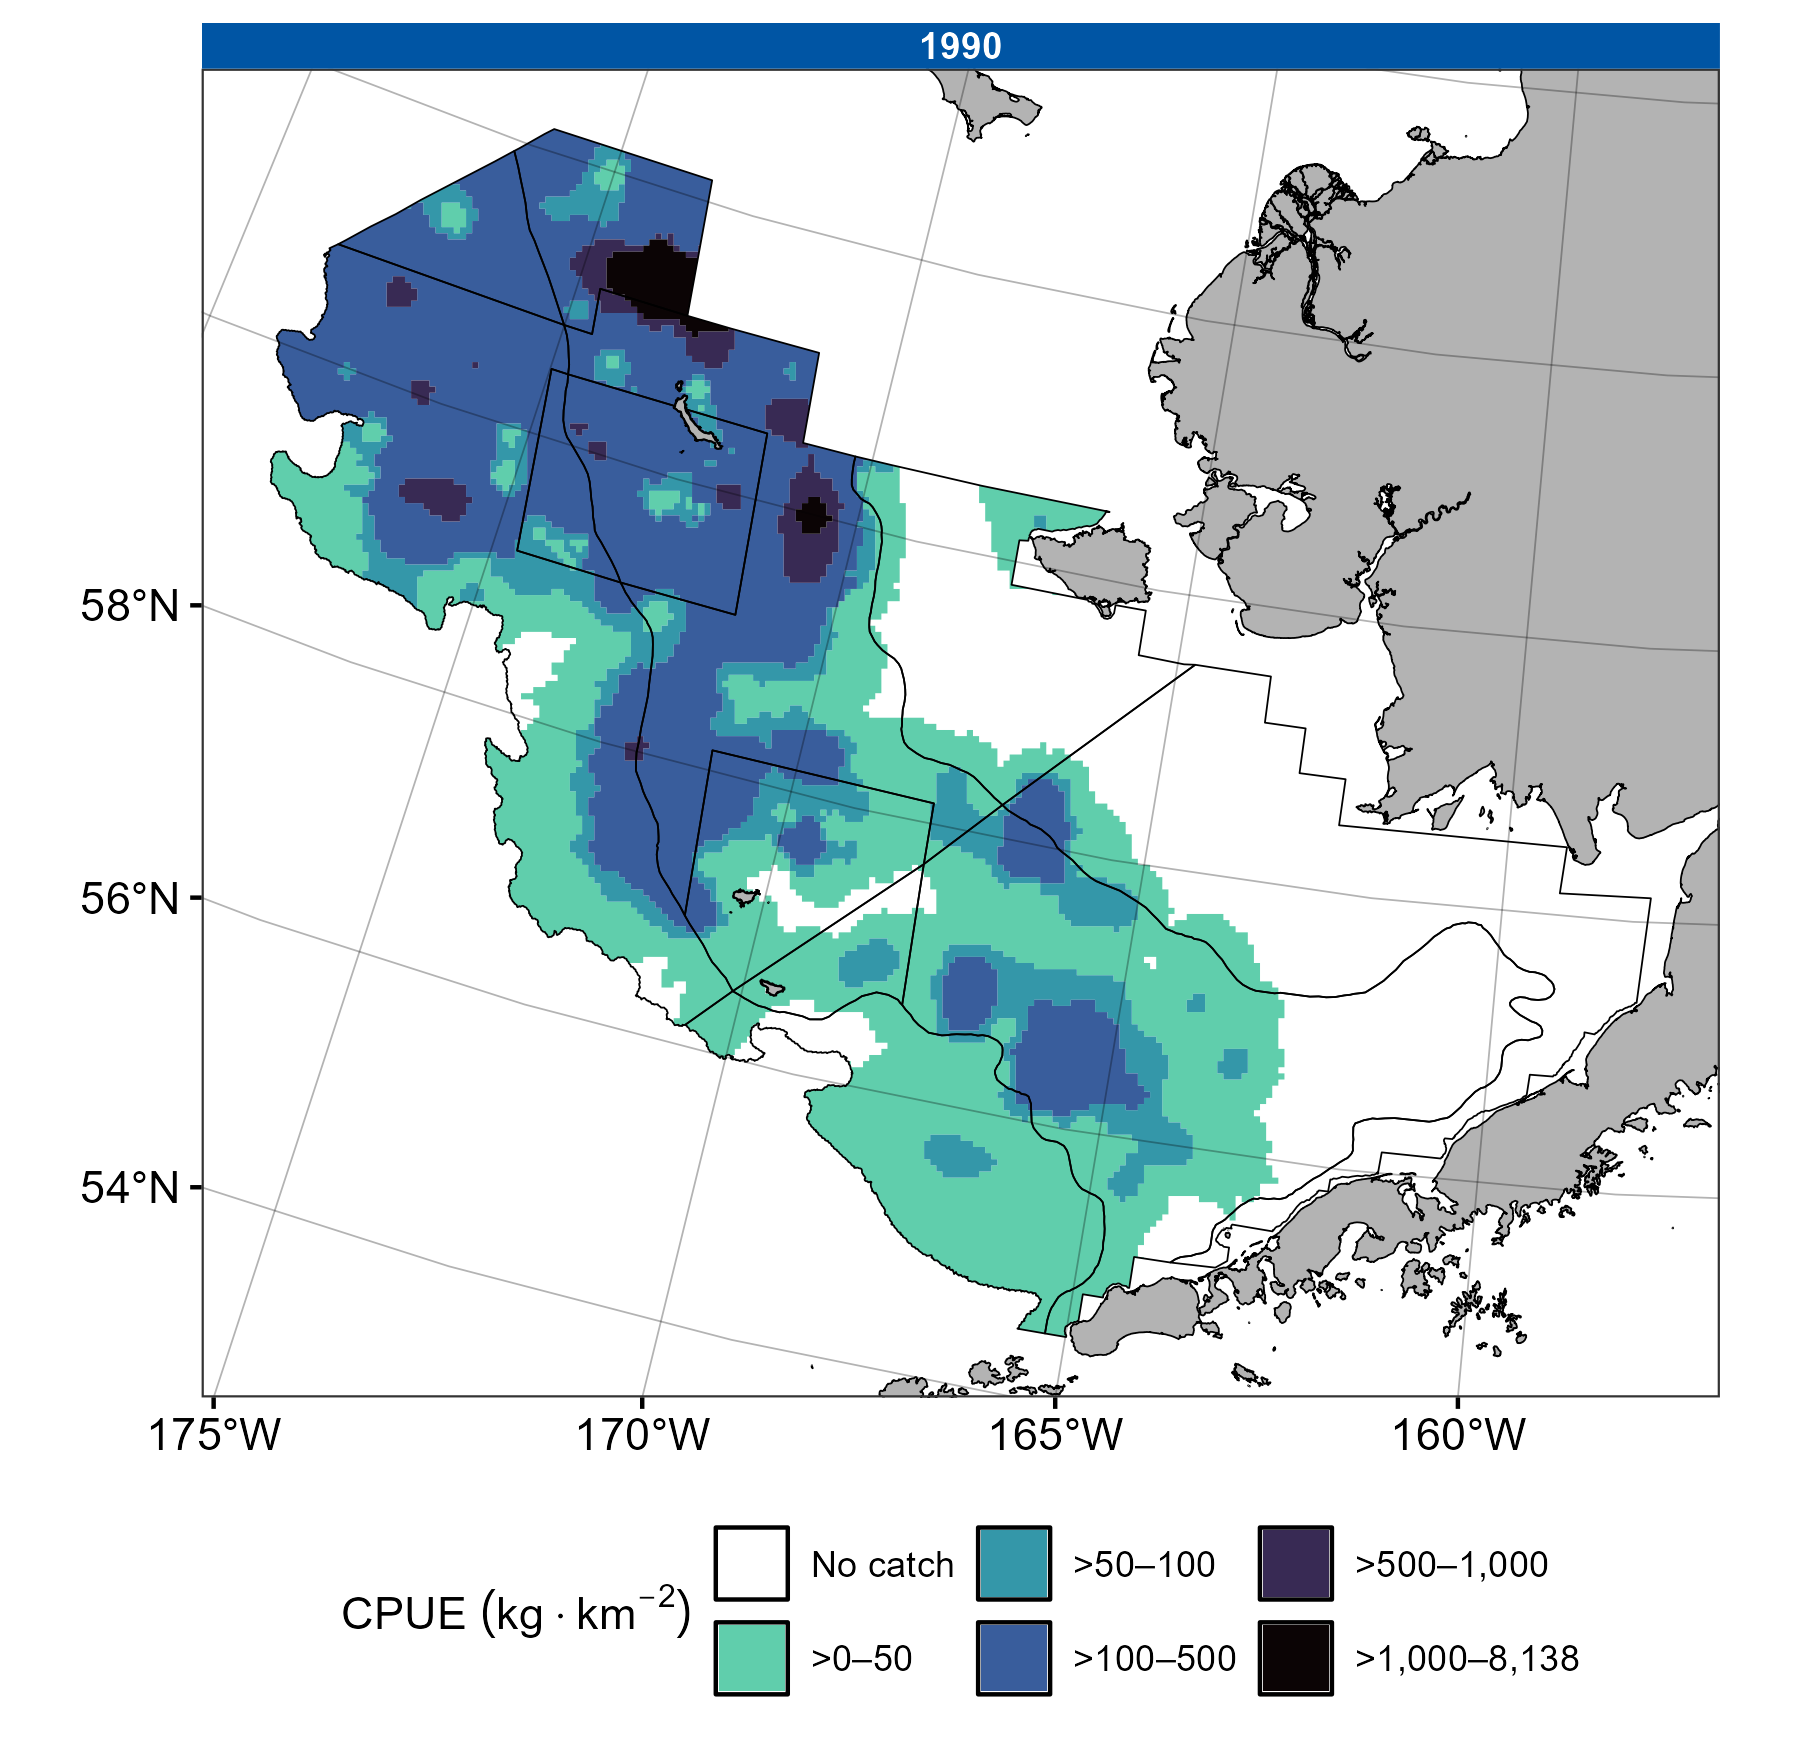 1990
58°N
56°N
54°N
175°W 170°W 165°W 160°W
CPUE (kg · km⁻²)
No catch >50–100 >500–1,000
>0–50 >100–500 >1,000–8,138